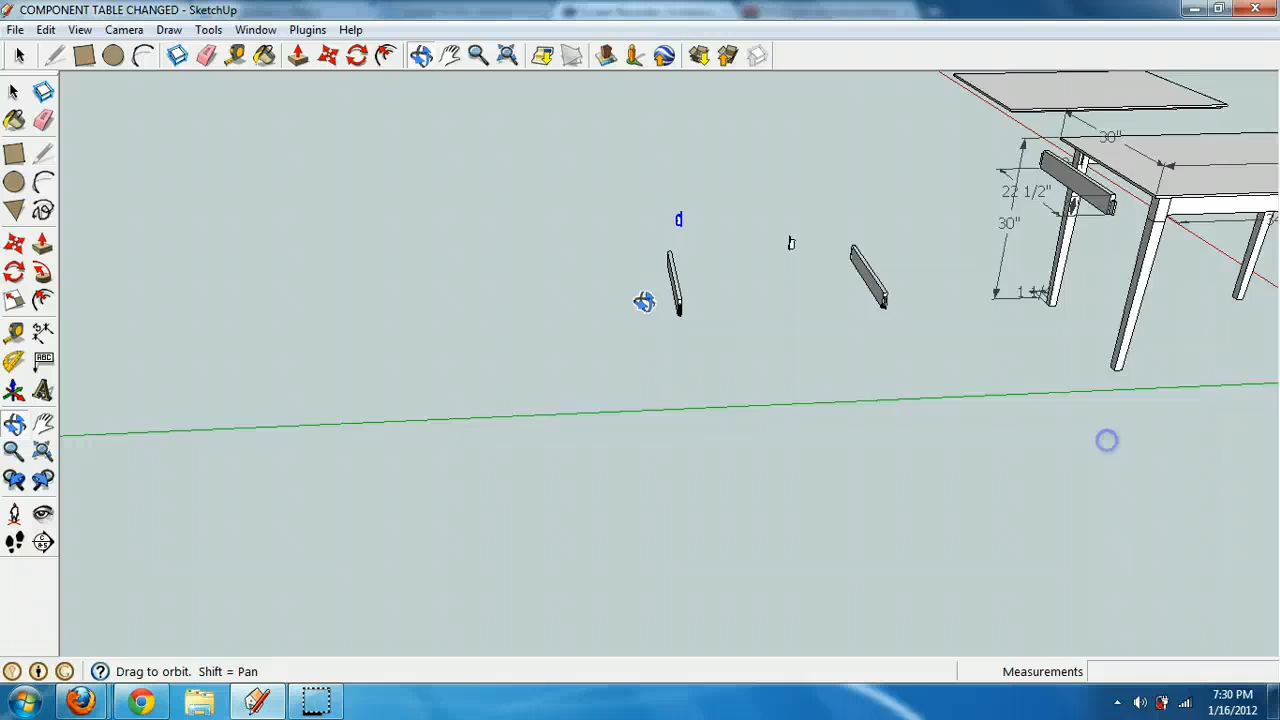 COMPONENT TABLE CHANGED - SketchUp
File Edit View Camera Draw Tools Window Plugins Help
30"
22 1/2"
30"
ABC
Drag to orbit. Shift = Pan
Measurements
7:30 PM
1/16/2012